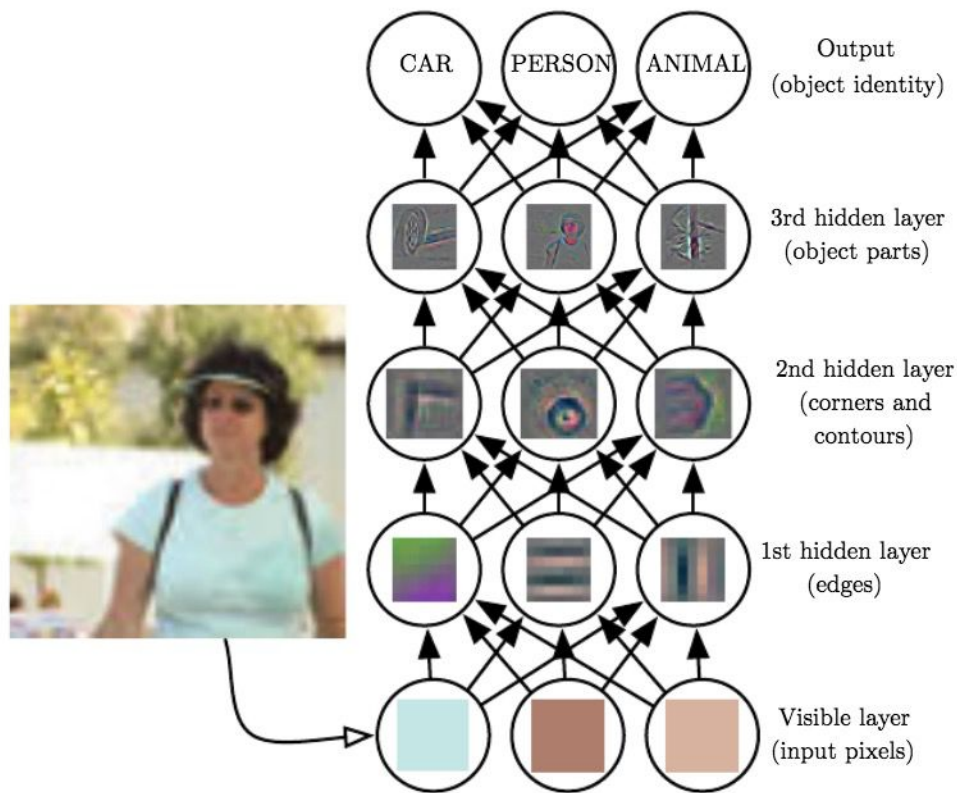 CAR
PERSON
ANIMAL
Output
(object identity)
3rd hidden layer
(object parts)
2nd hidden layer
(corners and
contours)
1st hidden layer
(edges)
Visible layer
(input pixels)